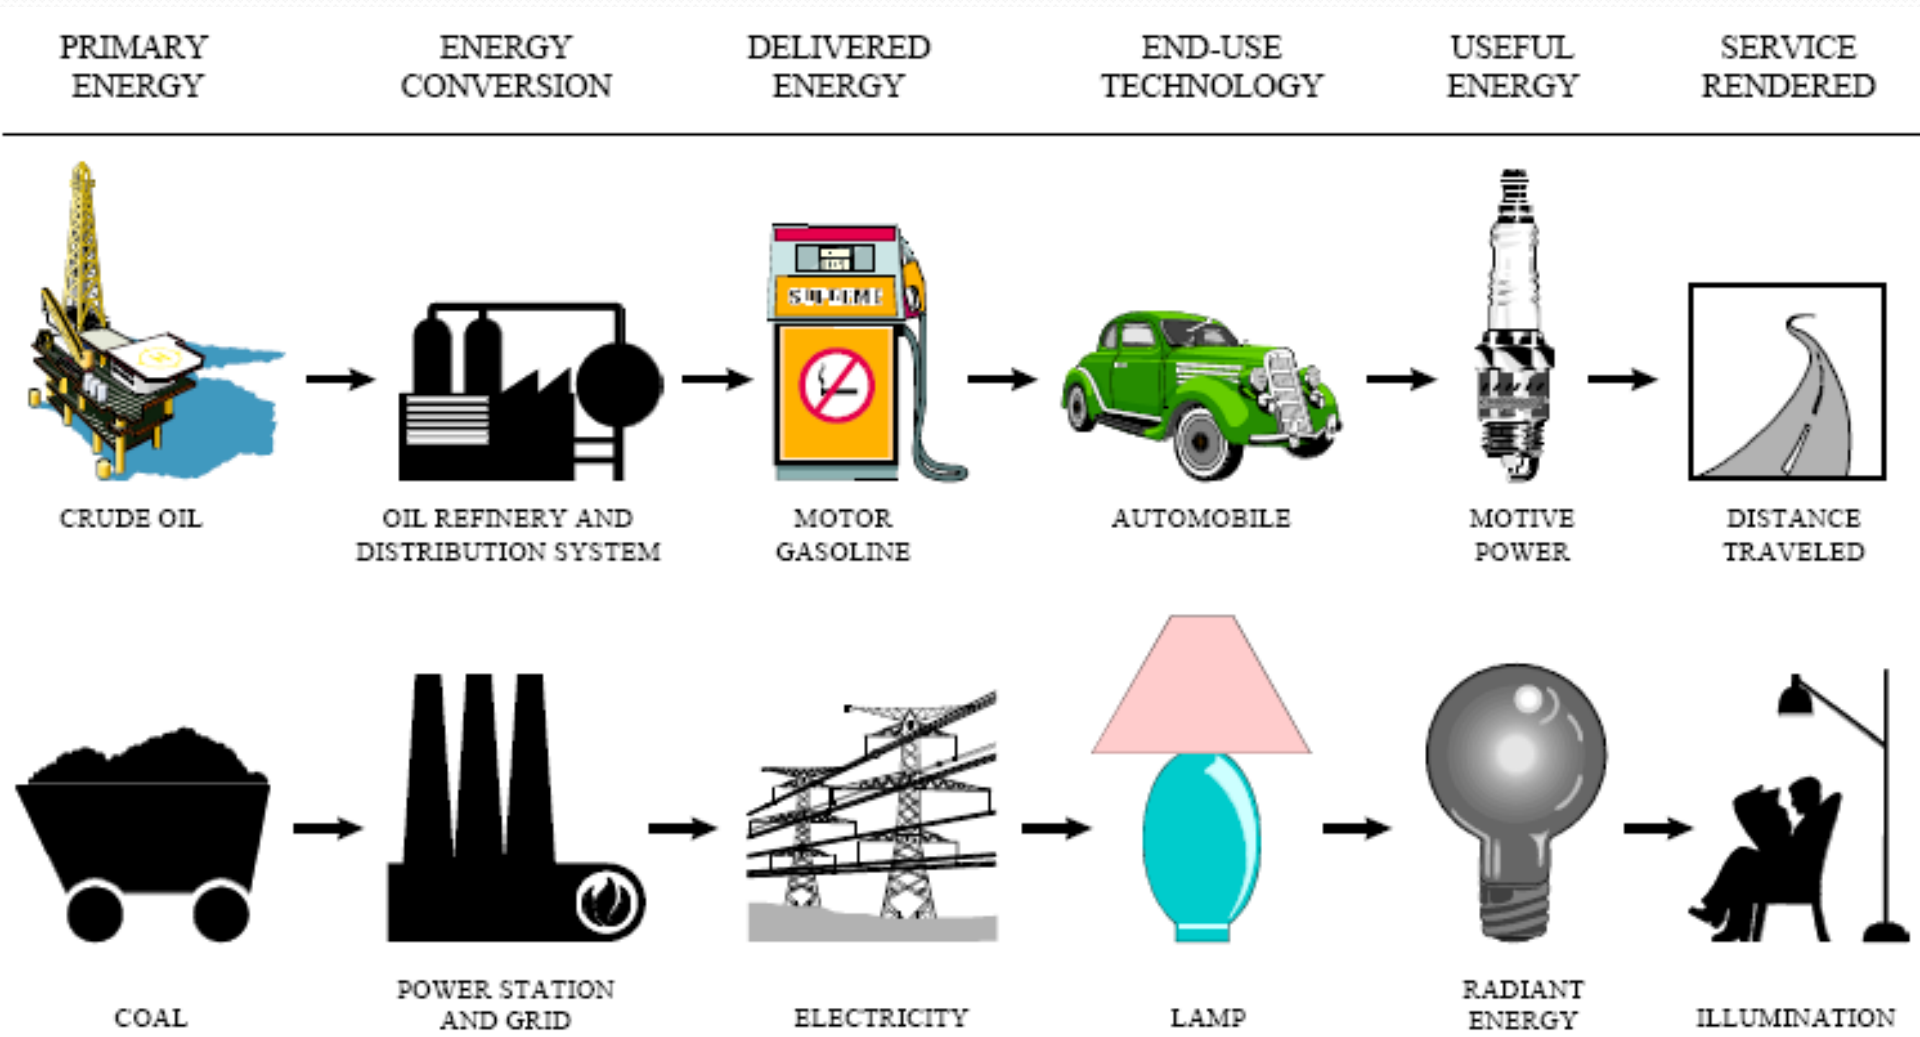 PRIMARY
ENERGY
ENERGY
CONVERSION
DELIVERED
ENERGY
END-USE
TECHNOLOGY
USEFUL
ENERGY
SERVICE
RENDERED
SUPREME
H
CRUDE OIL
OIL REFINERY AND
DISTRIBUTION SYSTEM
MOTOR
GASOLINE
AUTOMOBILE
MOTIVE
POWER
DISTANCE
TRAVELED
COAL
POWER STATION
AND GRID
ELECTRICITY
LAMP
RADIANT
ENERGY
ILLUMINATION